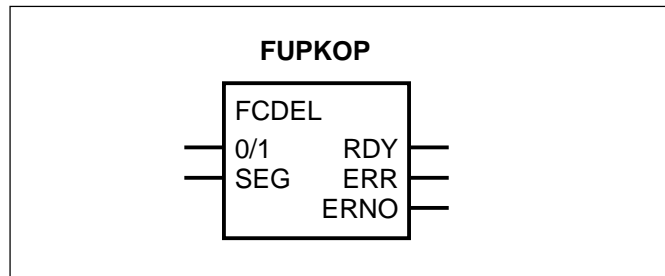 FUPKOP
FCDEL
0/1 RDY
SEG ERR
ERNO